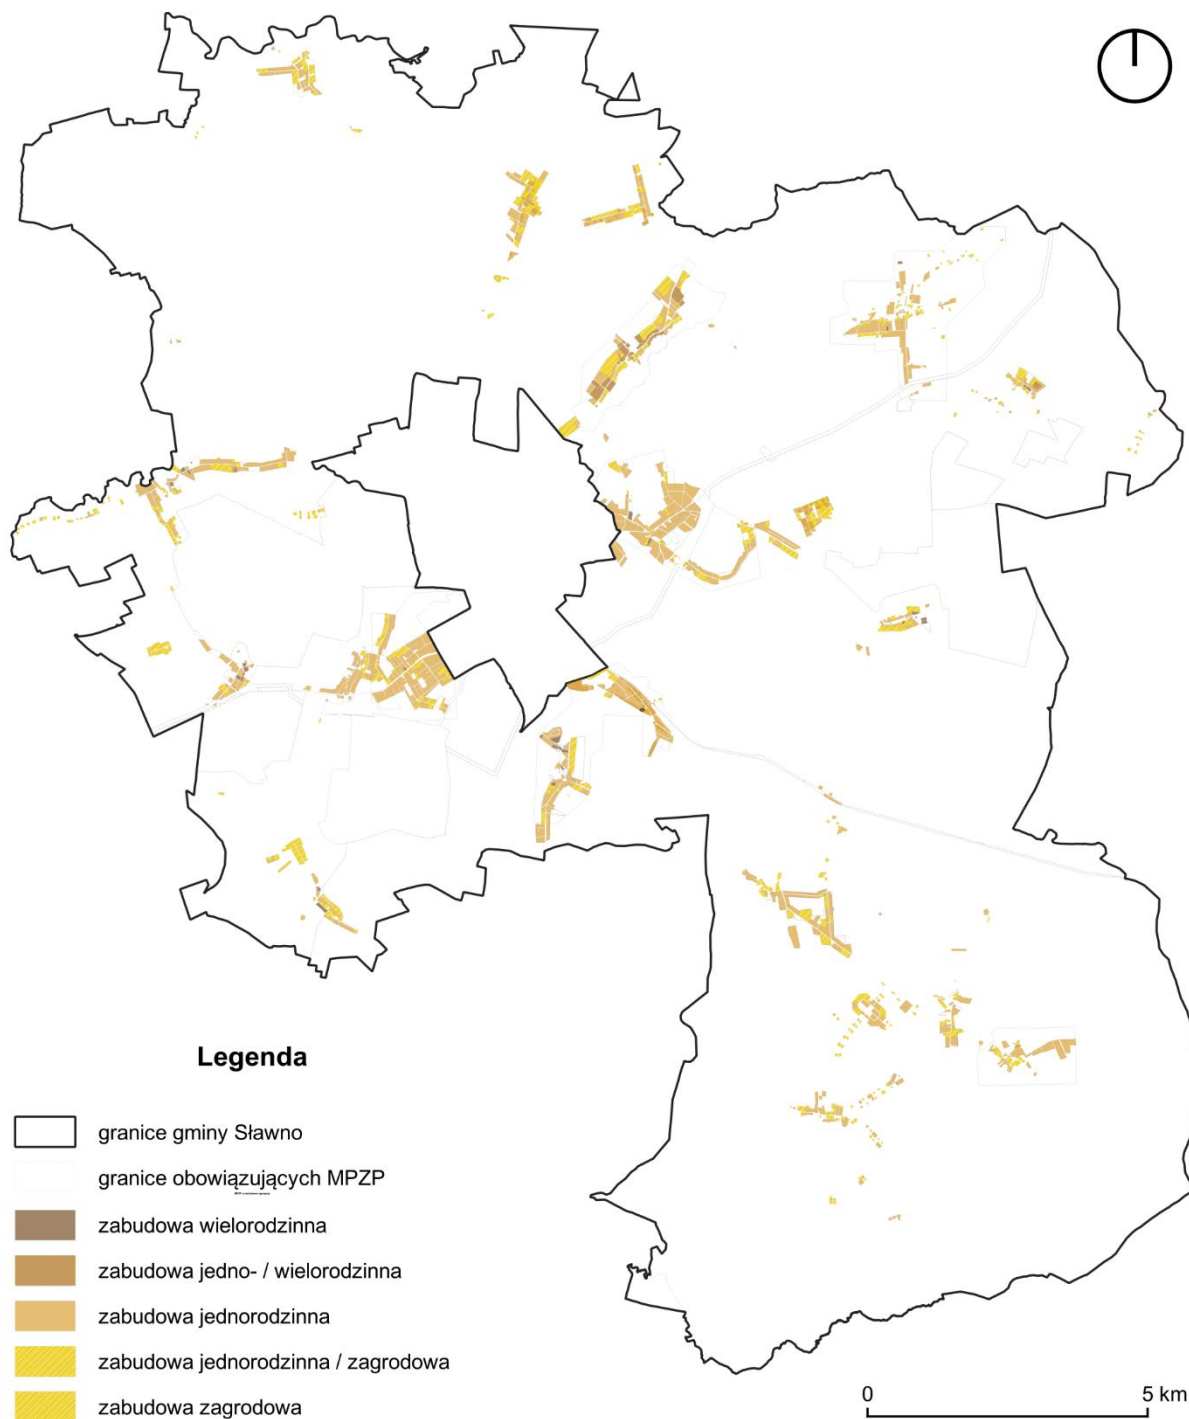 Legenda
granice gminy Sławno
granice obowiązujących MPZP
zabudowa wielorodzinna
zabudowa jedno- / wielorodzinna
zabudowa jednorodzinna
zabudowa jednorodzinna / zagrodowa
zabudowa zagrodowa
0 5 km